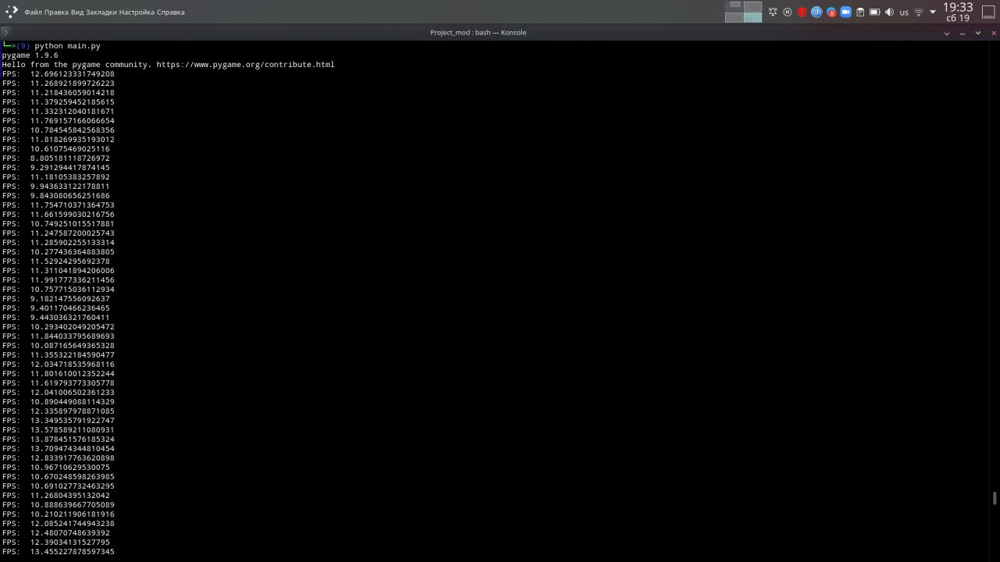 Файл Правка Вид Закладки Настройка Справка
us
19:33
сб 19
Project_mod : bash — Konsole
└─>(9) python main.py
pygame 1.9.6
Hello from the pygame community. https://www.pygame.org/contribute.html
FPS:  12.696123331749208
FPS:  11.268921899726223
FPS:  11.218436059014218
FPS:  11.379259452185615
FPS:  11.332312040181671
FPS:  11.769157166066654
FPS:  10.784545842568356
FPS:  11.818269935193012
FPS:  10.61075469025116
FPS:  8.805181118726972
FPS:  9.291294417874145
FPS:  11.18105383257892
FPS:  9.943633122178811
FPS:  9.843080656251686
FPS:  11.754710371364753
FPS:  11.661599030216756
FPS:  10.749251015517881
FPS:  11.247587200025743
FPS:  11.285902255133314
FPS:  10.277436364883805
FPS:  11.52924295692378
FPS:  11.311041894206006
FPS:  11.991777336211456
FPS:  10.757715036112934
FPS:  9.182147556092637
FPS:  9.401170466236465
FPS:  9.443036321760411
FPS:  10.293402049205472
FPS:  11.844033795689693
FPS:  10.087165649365328
FPS:  11.355322184590477
FPS:  12.034718535968116
FPS:  11.801610012352244
FPS:  11.619793773305778
FPS:  12.041006502361233
FPS:  10.890449088114329
FPS:  12.335897978871085
FPS:  13.349535791922747
FPS:  13.578589211080931
FPS:  13.878451576185324
FPS:  13.709474344810454
FPS:  12.833917763620898
FPS:  10.96710629530075
FPS:  10.670248598263985
FPS:  10.691027732463295
FPS:  11.26804395132042
FPS:  10.888639667705089
FPS:  10.210211906181916
FPS:  12.085241744943238
FPS:  12.48070748639392
FPS:  12.39034131527795
FPS:  13.455227878597345